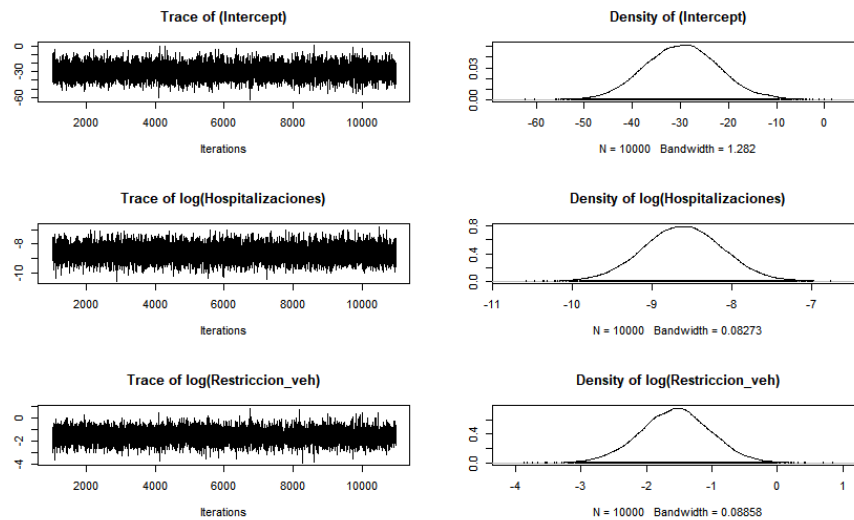 Trace of (Intercept)
0
-30
-60
2000 4000 6000 8000 10000
Iterations
Density of (Intercept)
0.03
0.00
-60 -50 -40 -30 -20 -10 0
N = 10000 Bandwidth = 1.282
Trace of log(Hospitalizaciones)
-8
-10
2000 4000 6000 8000 10000
Iterations
Density of log(Hospitalizaciones)
0.8
0.4
0.0
-11 -10 -9 -8 -7
N = 10000 Bandwidth = 0.08273
Trace of log(Restriccion_veh)
0
-2
-4
2000 4000 6000 8000 10000
Iterations
Density of log(Restriccion_veh)
0.4
0.0
-4 -3 -2 -1 0 1
N = 10000 Bandwidth = 0.08858